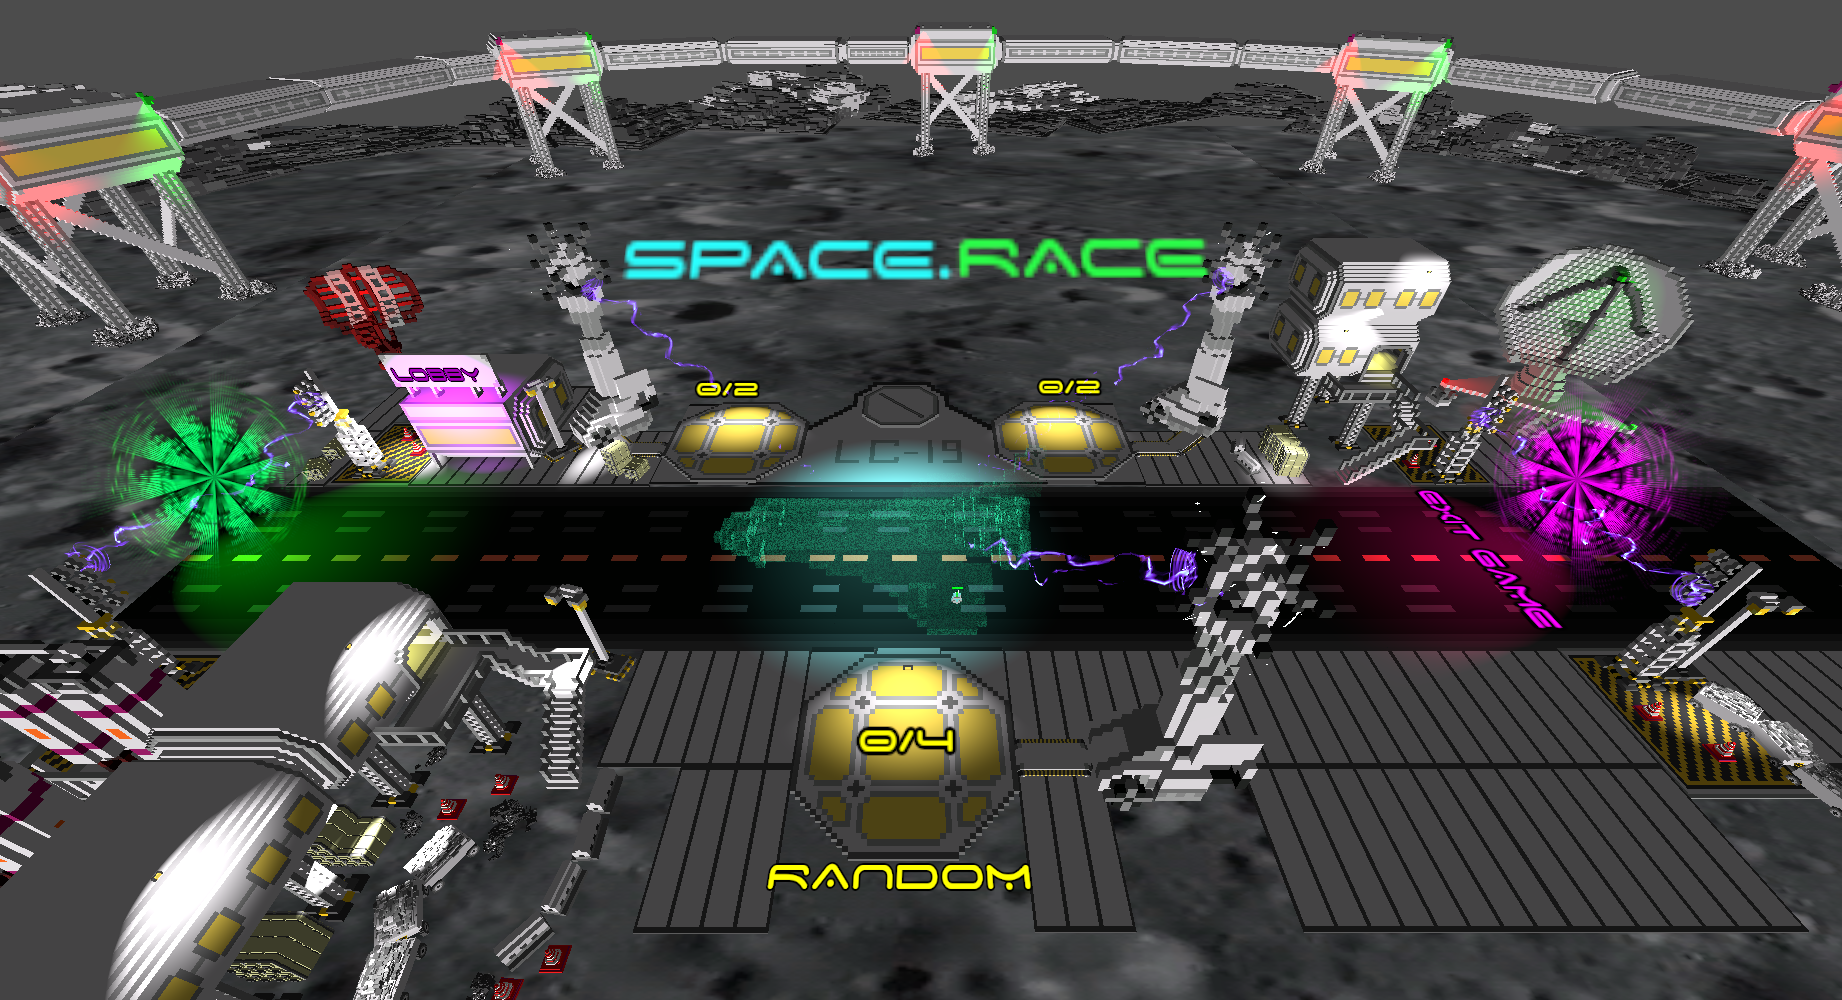 SPACE.RACE
LOBBY
0/2
0/2
LC-19
EXIT GAME
0/4
RANDOM